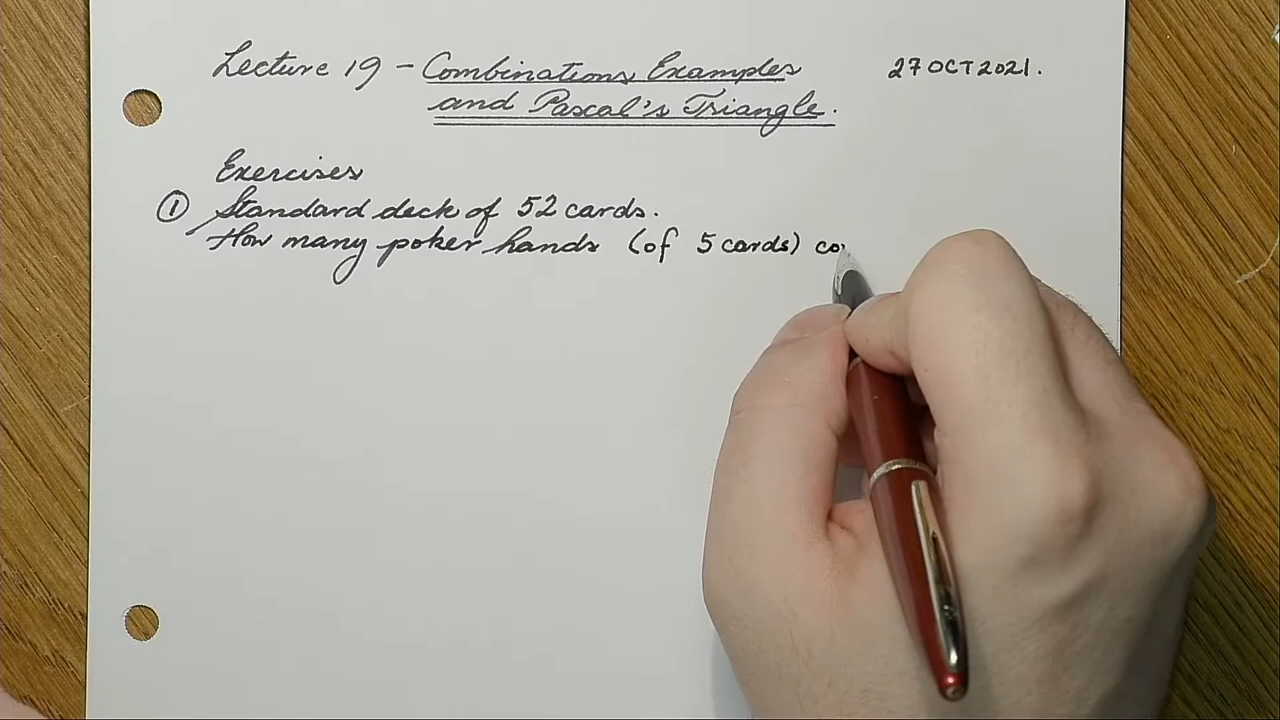 Lecture 19 - Combinations Examples 27 OCT 2021.
and Pascal's Triangle.
Exercises
① Standard deck of 52 cards.
How many poker hands (of 5 cards) co